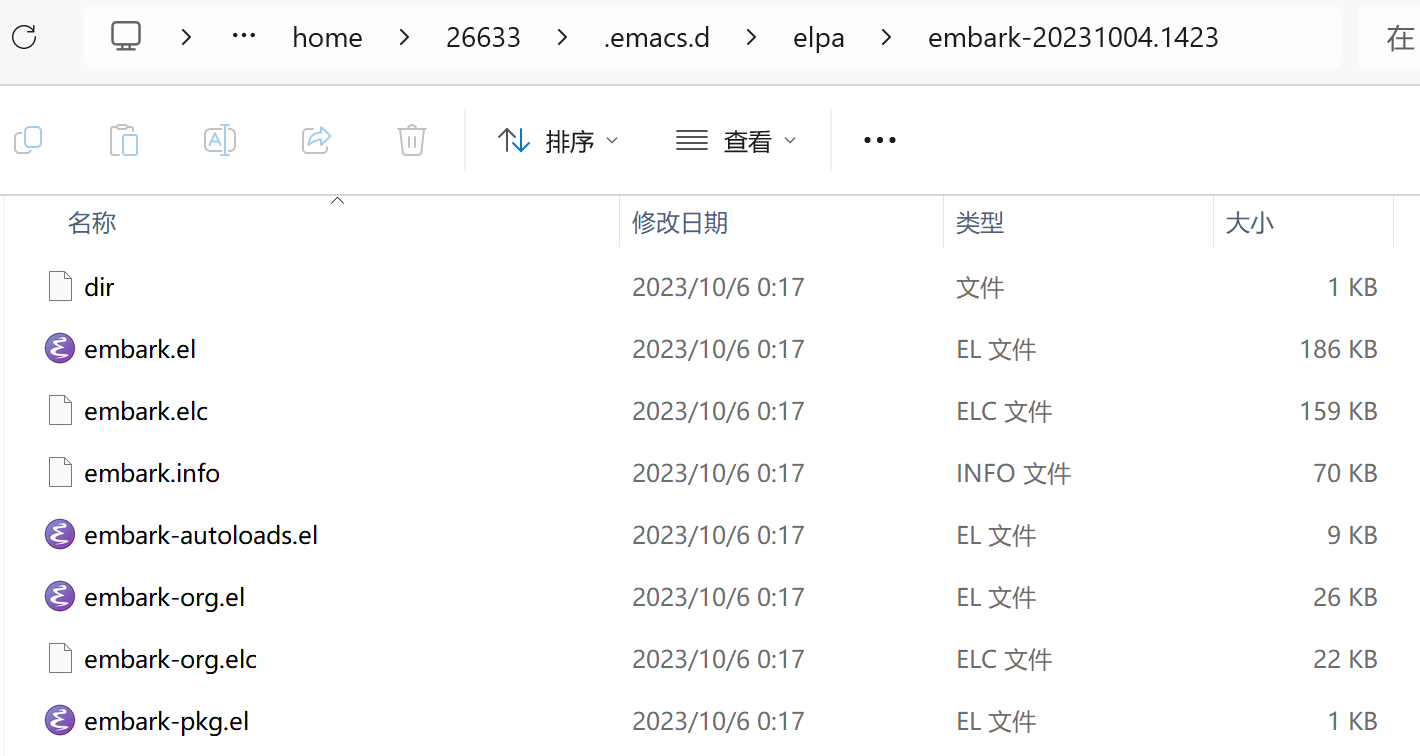 home > 26633 > .emacs.d > elpa > embark-20231004.1423 在
排序 查看
名称 修改日期 类型 大小
dir 2023/10/6 0:17 文件 1 KB
embark.el 2023/10/6 0:17 EL 文件 186 KB
embark.elc 2023/10/6 0:17 ELC 文件 159 KB
embark.info 2023/10/6 0:17 INFO 文件 70 KB
embark-autoloads.el 2023/10/6 0:17 EL 文件 9 KB
embark-org.el 2023/10/6 0:17 EL 文件 26 KB
embark-org.elc 2023/10/6 0:17 ELC 文件 22 KB
embark-pkg.el 2023/10/6 0:17 EL 文件 1 KB